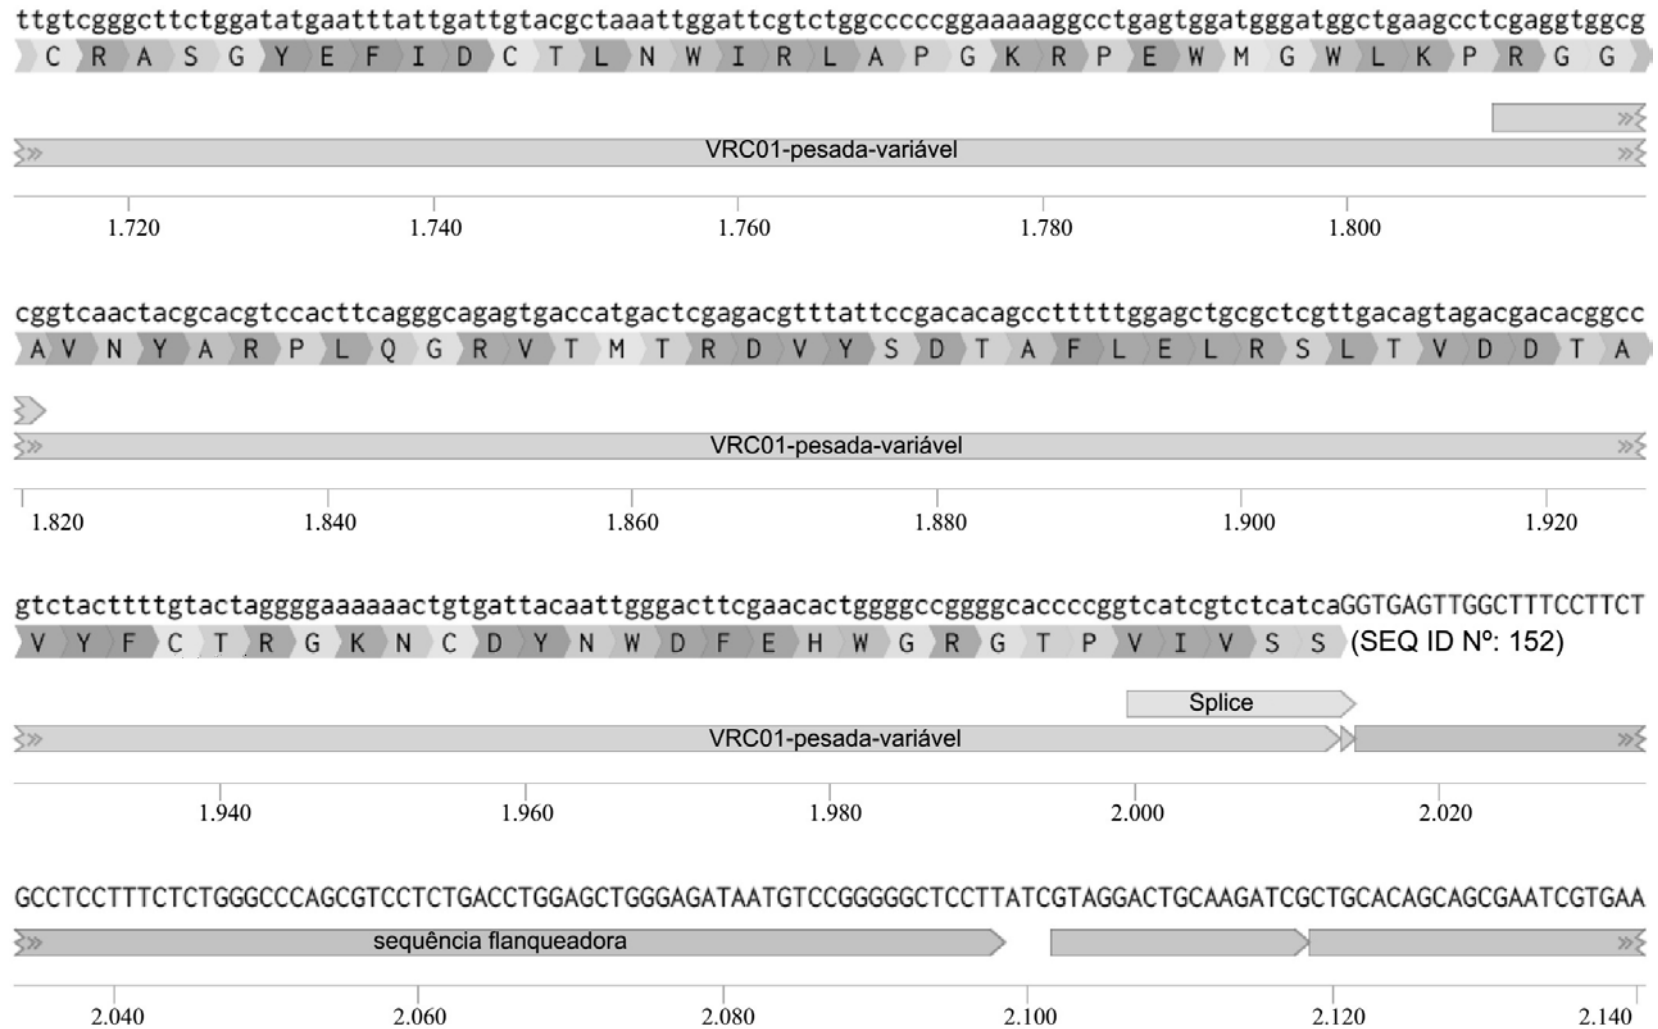 ttgtcgggcttctggatatgaatttattgattgtacgctaaattggattcgtctggcccccggaaaaaggcctgagtggatgggatggctgaagcctcgaggtggcg
C R A S G Y E F I D C T L N W I R L A P G K R P E W M G W L K P R G G
VRC01-pesada-variável
1.720 1.740 1.760 1.780 1.800
cggtcaactacgcacgtccacttcagggcagagtgaccatgactcgagacgtttattccgacacagcctttttggagctgcgctcgttgacagtagacgacacggcc
A V N Y A R P L Q G R V T M T R D V Y S D T A F L E L R S L T V D D T A
VRC01-pesada-variável
1.820 1.840 1.860 1.880 1.900 1.920
gtctacttttgtactaggggaaaaaactgtgattacaattgggacttcgaacactggggccggggcaccccggtcatcgtctcatcaGGTGAGTTGGCTTTCCTTCT
V Y F C T R G K N C D Y N W D F E H W G R G T P V I V S S (SEQ ID Nº: 152)
Splice
VRC01-pesada-variável
1.940 1.960 1.980 2.000 2.020
GCCTCCTTTCTCTGGGCCCAGCGTCCTCTGACCTGGAGCTGGGAGATAATGTCCGGGGGCTCCTTATCGTAGGACTGCAAGATCGCTGCACAGCAGCGAATCGTGAA
sequência flanqueadora
2.040 2.060 2.080 2.100 2.120 2.140